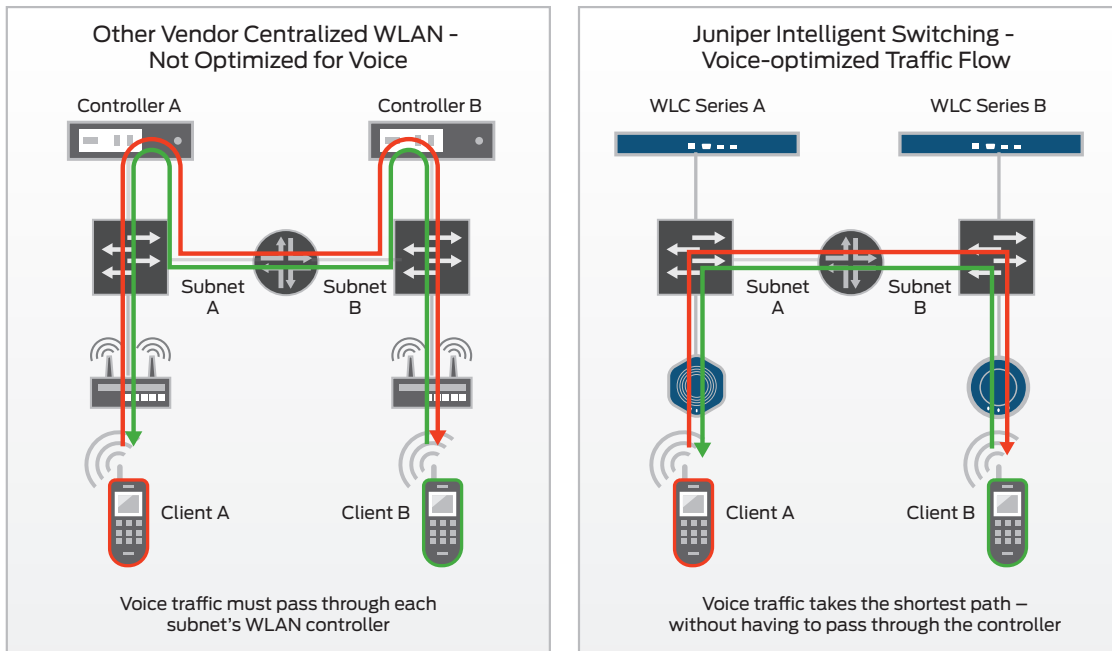 Other Vendor Centralized WLAN -
Not Optimized for Voice
Controller A
Controller B
Subnet
A
Subnet
B
Client A
Client B
Voice traffic must pass through each
subnet's WLAN controller
Juniper Intelligent Switching -
Voice-optimized Traffic Flow
WLC Series A
WLC Series B
Subnet
A
Subnet
B
Client A
Client B
Voice traffic takes the shortest path –
without having to pass through the controller